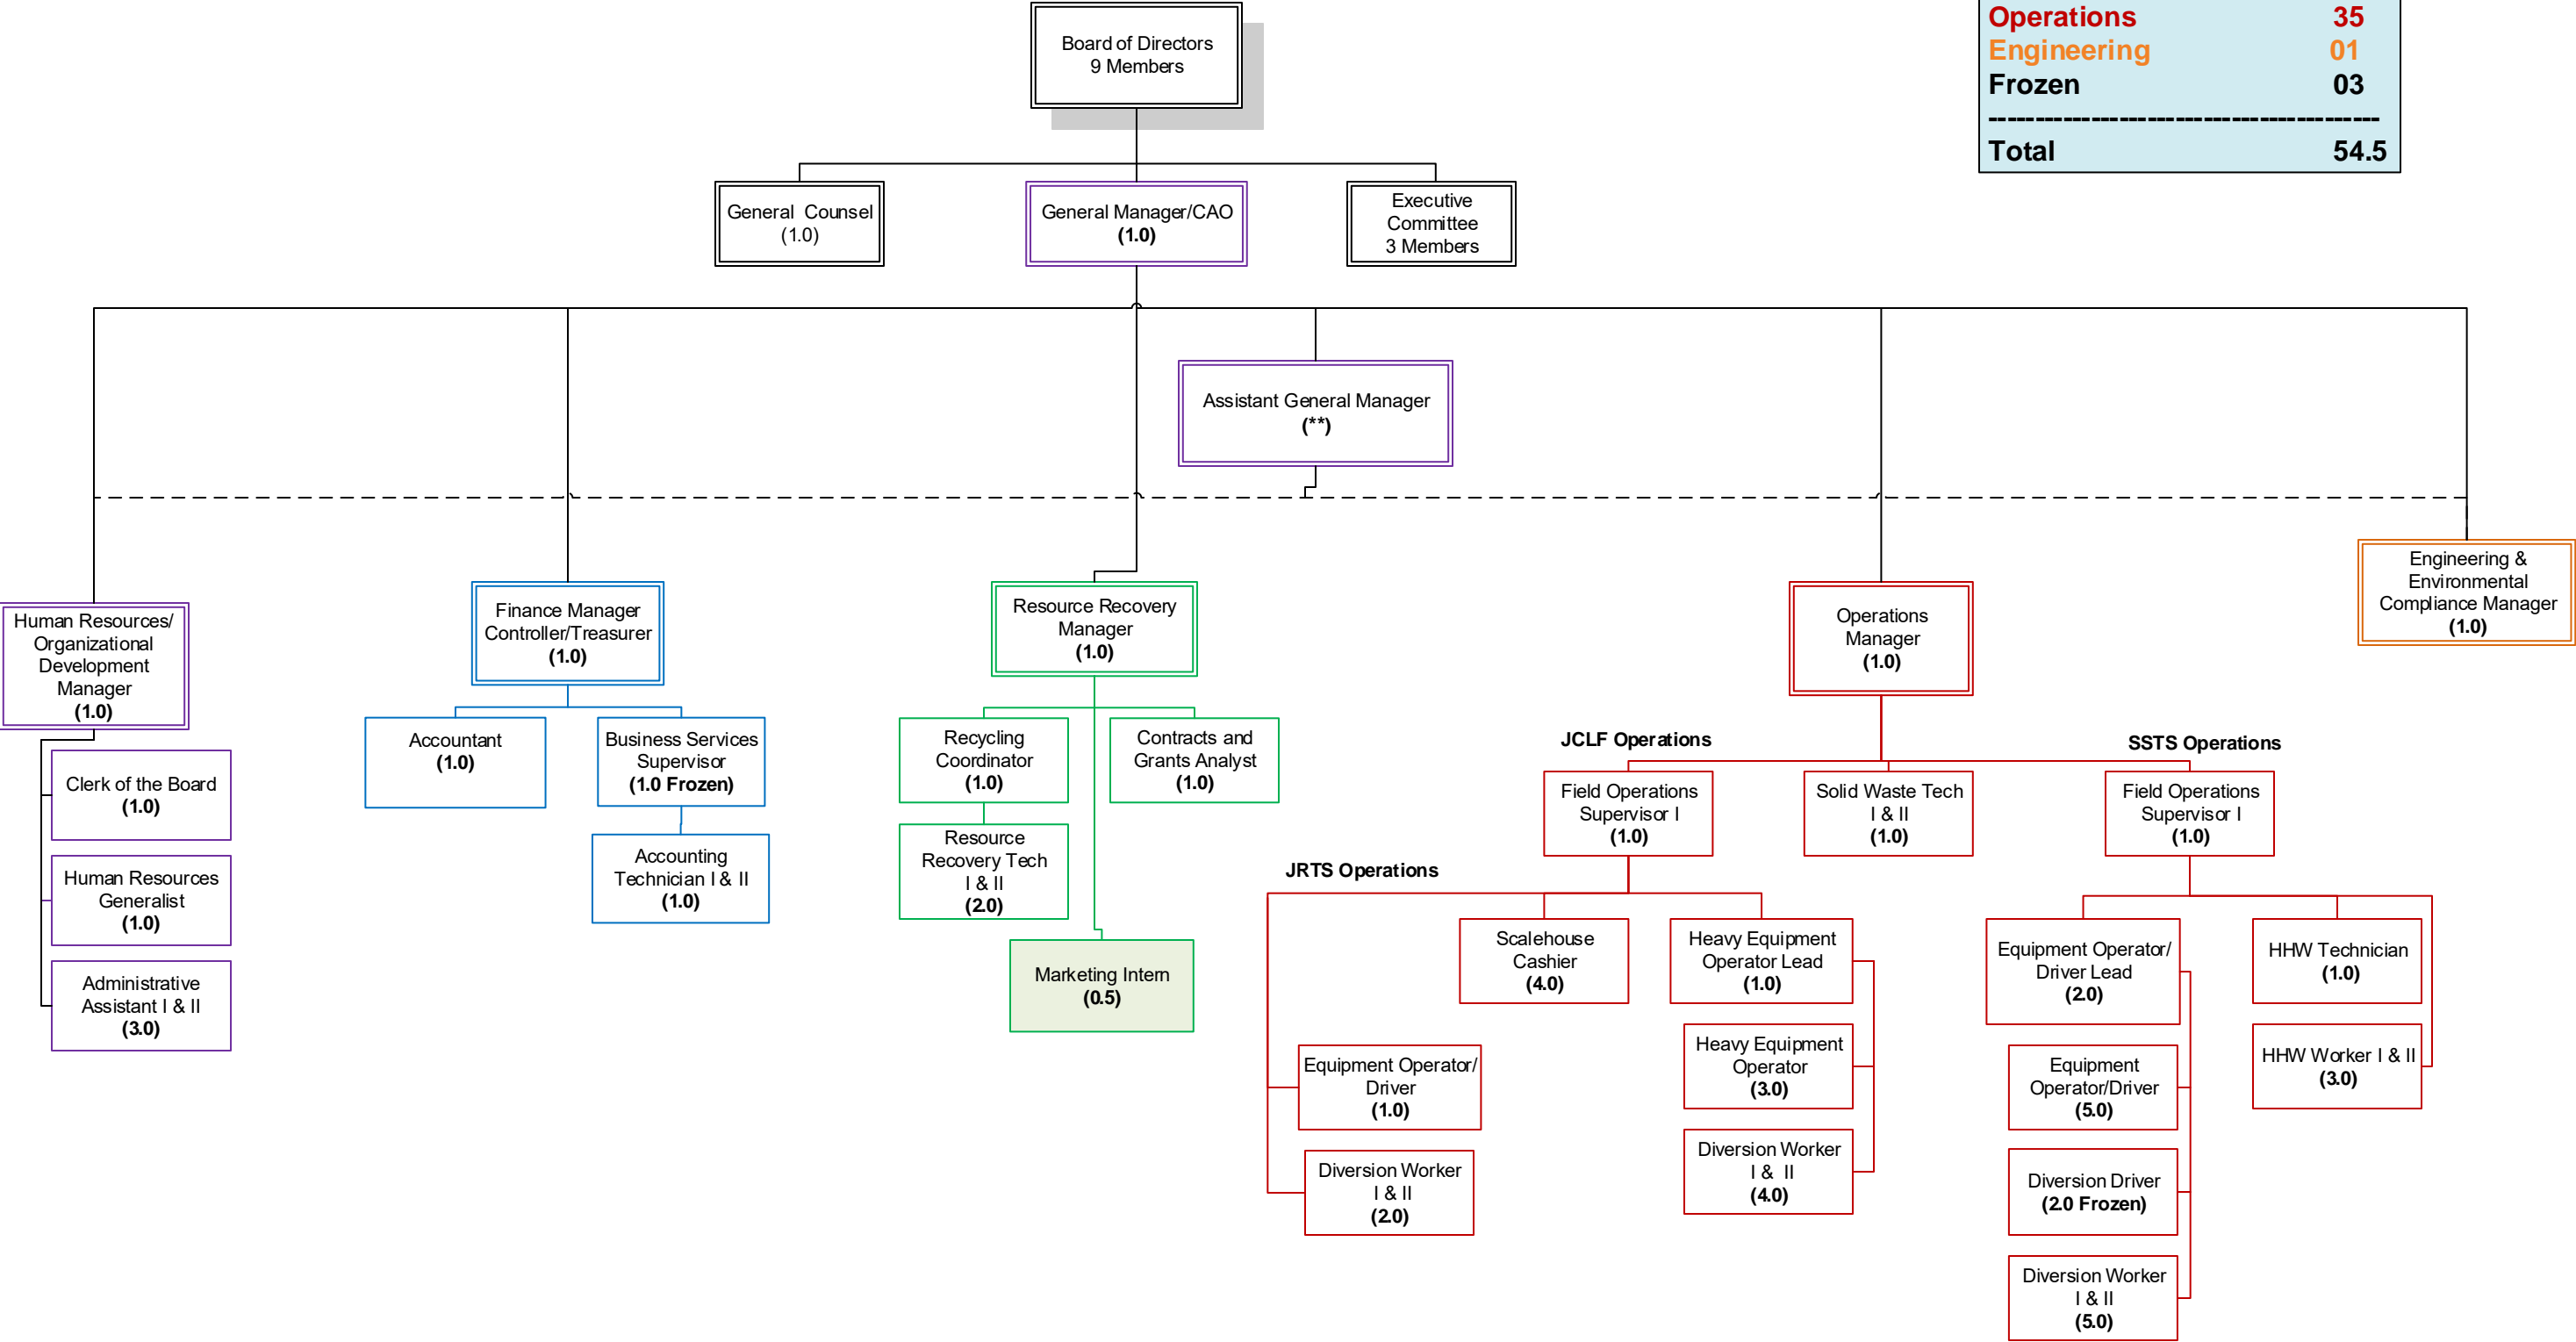 Operations 35
Engineering 01
Frozen 03
------------------------------------------
Total 54.5
Board of Directors
9 Members
General Counsel
(1.0)
General Manager/CAO
(1.0)
Executive
Committee
3 Members
Assistant General Manager
(**)
Human Resources/
Organizational
Development
Manager
(1.0)
Clerk of the Board
(1.0)
Human Resources
Generalist
(1.0)
Administrative
Assistant I & II
(3.0)
Finance Manager
Controller/Treasurer
(1.0)
Accountant
(1.0)
Business Services
Supervisor
(1.0 Frozen)
Accounting
Technician I & II
(1.0)
Resource Recovery
Manager
(1.0)
Recycling
Coordinator
(1.0)
Contracts and
Grants Analyst
(1.0)
Resource
Recovery Tech
I & II
(2.0)
Marketing Intern
(0.5)
Operations
Manager
(1.0)
Engineering &
Environmental
Compliance Manager
(1.0)
JCLF Operations
SSTS Operations
Field Operations
Supervisor I
(1.0)
Solid Waste Tech
I & II
(1.0)
Field Operations
Supervisor I
(1.0)
JRTS Operations
Scalehouse
Cashier
(4.0)
Heavy Equipment
Operator Lead
(1.0)
Equipment Operator/
Driver
(1.0)
Heavy Equipment
Operator
(3.0)
Diversion Worker
I & II
(2.0)
Diversion Worker
I & II
(4.0)
Equipment Operator/
Driver Lead
(2.0)
HHW Technician
(1.0)
Equipment
Operator/Driver
(5.0)
HHW Worker I & II
(3.0)
Diversion Driver
(2.0 Frozen)
Diversion Worker
I & II
(5.0)